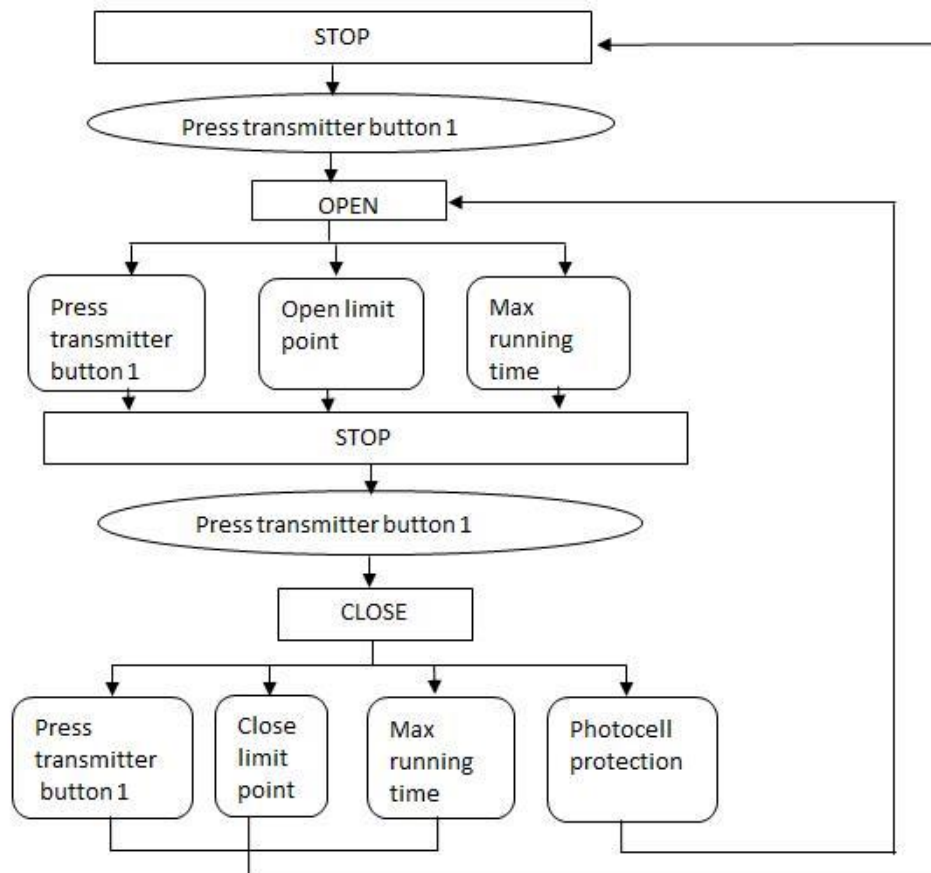 STOP
Press transmitter button 1
OPEN
Press
transmitter
button 1
Open limit
point
Max
running
time
STOP
Press transmitter button 1
CLOSE
Press
transmitter
button 1
Close
limit
point
Max
running
time
Photocell
protection